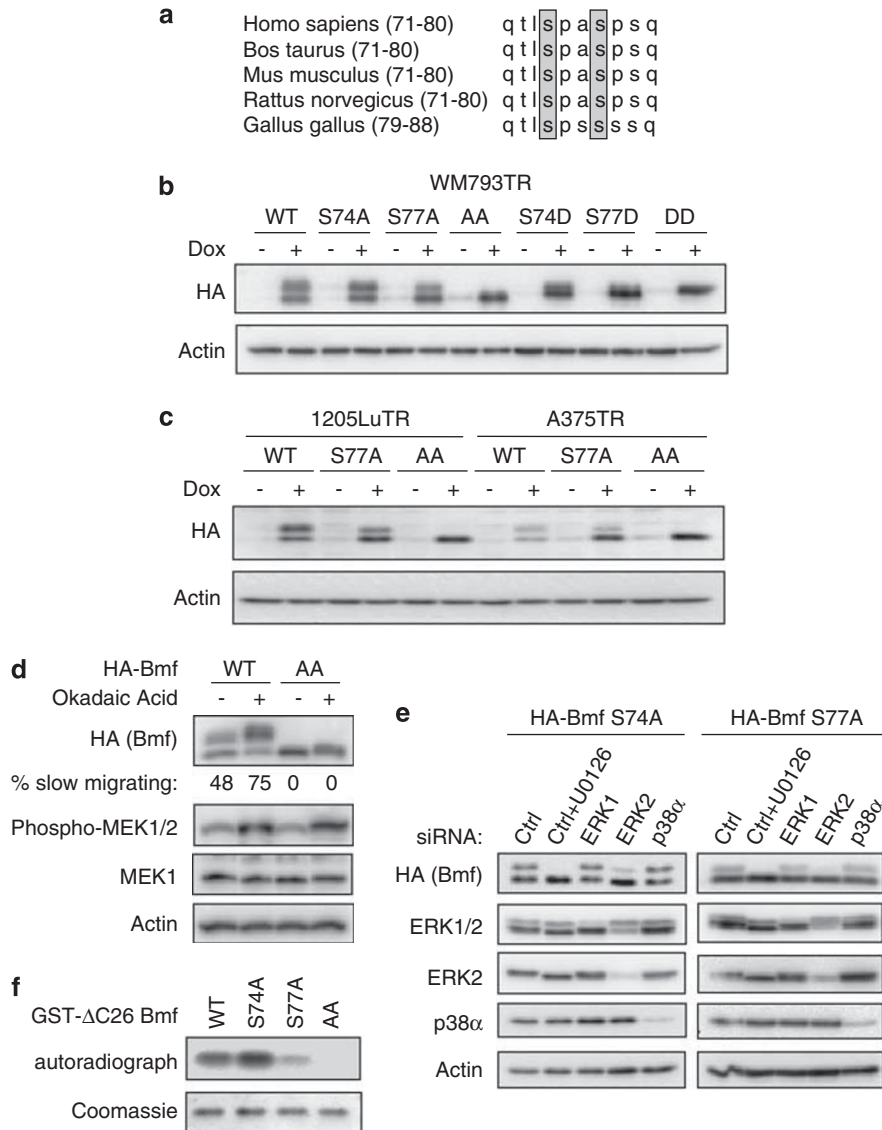 a
Homo sapiens (71-80) q t l s p a s p s q
Bos taurus (71-80) q t l s p a s p s q
Mus musculus (71-80) q t l s p a s p s q
Rattus norvegicus (71-80) q t l s p a s p s q
Gallus gallus (79-88) q t l s p s s s s q
b
WM793TR
WT S74A S77A AA S74D S77D DD
Dox - + - + - + - + - + - + - +
HA
Actin
c
1205LuTR A375TR
WT S77A AA WT S77A AA
Dox - + - + - + - + - + - +
HA
Actin
d
HA-Bmf WT AA
Okadaic Acid - + - +
HA (Bmf)
% slow migrating: 48 75 0 0
Phospho-MEK1/2
MEK1
Actin
e
HA-Bmf S74A HA-Bmf S77A
siRNA: Ctrl Ctrl+U0126 ERK1 ERK2 p38α Ctrl Ctrl+U0126 ERK1 ERK2 p38α
HA (Bmf)
ERK1/2
ERK2
p38α
Actin
f
GST-ΔC26 Bmf WT S74A S77A AA
autoradiograph
Coomassie